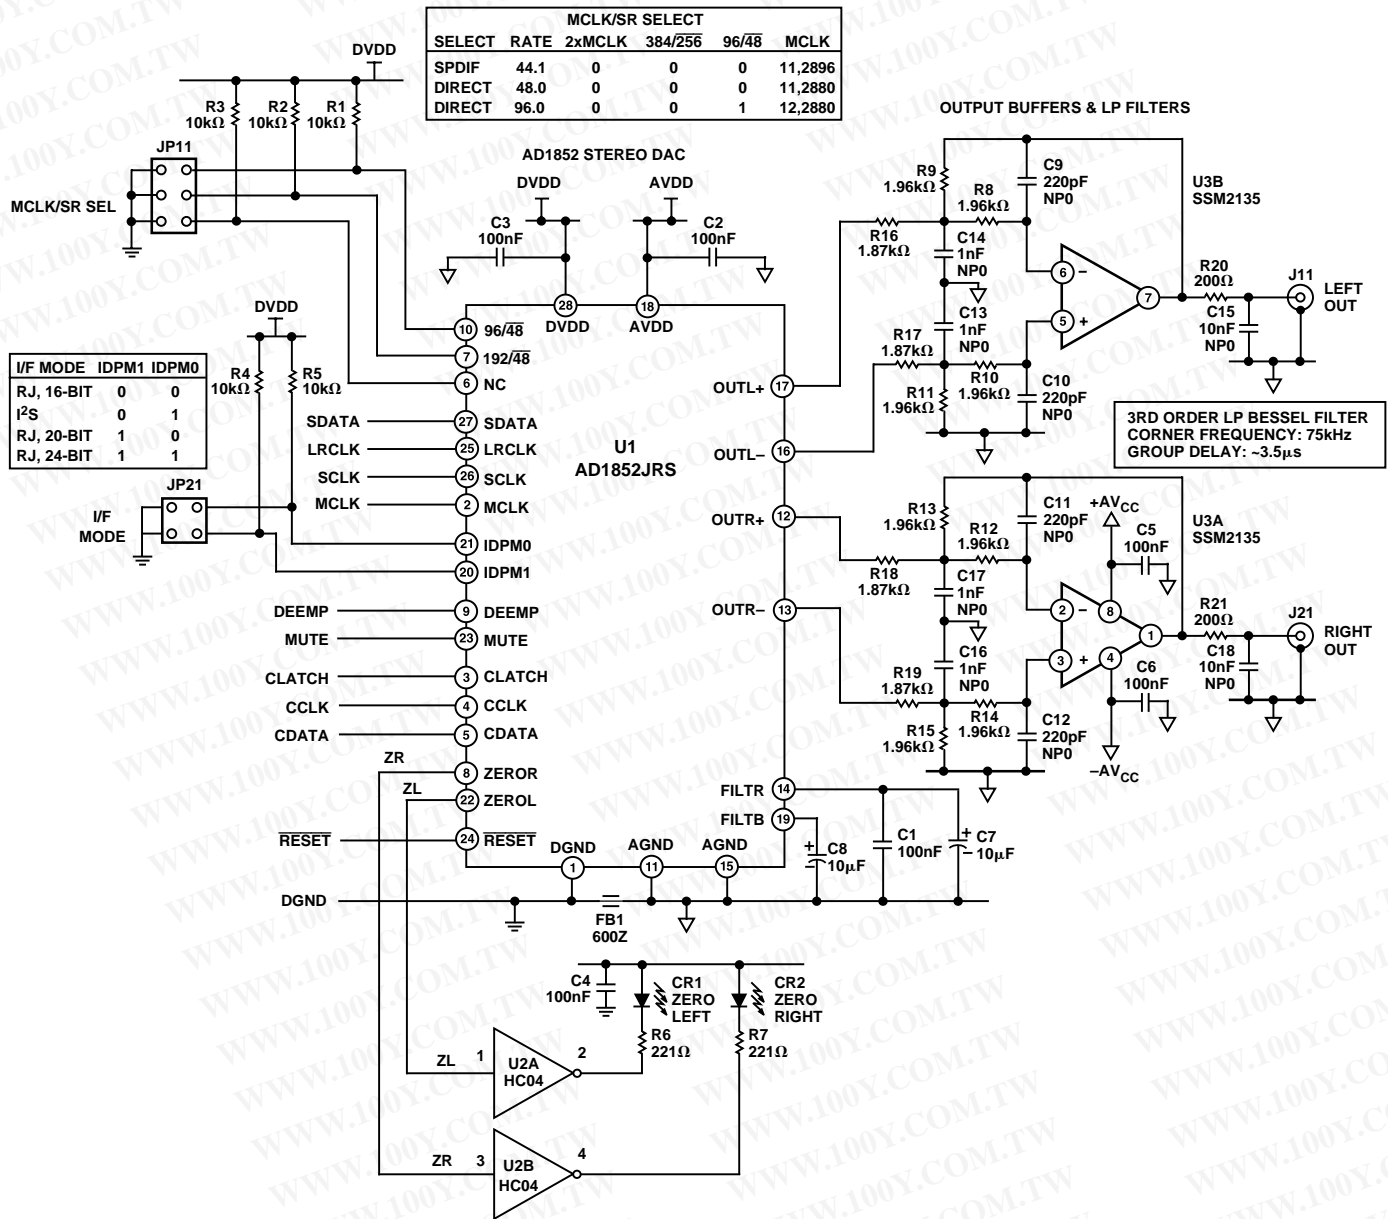 MCLK/SR SELECT
SELECT RATE 2xMCLK 384/256 96/48 MCLK
SPDIF 44.1 0 0 0 11,2896
DIRECT 48.0 0 0 0 11,2880
DIRECT 96.0 0 0 1 12,2880
DVDD
R3 10kΩ
R2 10kΩ
R1 10kΩ
JP11
MCLK/SR SEL
AD1852 STEREO DAC
DVDD
AVDD
C3 100nF
C2 100nF
28 DVDD
18 AVDD
DVDD
R4 10kΩ
R5 10kΩ
I/F MODE IDPM1 IDPM0
RJ, 16-BIT 0 0
I2S 0 1
RJ, 20-BIT 1 0
RJ, 24-BIT 1 1
JP21
I/F MODE
10 96/48
7 192/48
6 NC
SDATA 27 SDATA
LRCLK 25 LRCLK
SCLK 26 SCLK
MCLK 2 MCLK
21 IDPM0
20 IDPM1
DEEMP 9 DEEMP
MUTE 23 MUTE
CLATCH 3 CLATCH
CCLK 4 CCLK
CDATA 5 CDATA
ZR 8 ZEROR
ZL 22 ZEROL
RESET 24 RESET
U1
AD1852JRS
OUTL+ 17
OUTL– 16
OUTR+ 12
OUTR– 13
FILTR 14
FILTB 19
DGND 1
AGND 11
AGND 15
DGND
FB1
600Z
+ – C8 10µF
C1 100nF
+ – C7 10µF
OUTPUT BUFFERS & LP FILTERS
R9 1.96kΩ
R8 1.96kΩ
C9 220pF NP0
U3B
SSM2135
R16 1.87kΩ
C14 1nF NP0
6 –
5 +
7
C13 1nF NP0
R17 1.87kΩ
R10 1.96kΩ
R11 1.96kΩ
C10 220pF NP0
R20 200Ω
C15 10nF NP0
J11
LEFT OUT
3RD ORDER LP BESSEL FILTER
CORNER FREQUENCY: 75kHz
GROUP DELAY: ~3.5µs
R13 1.96kΩ
R12 1.96kΩ
C11 220pF NP0
+AVCC
U3A
SSM2135
C5 100nF
R18 1.87kΩ
C17 1nF NP0
2 –
3 +
8
4
1
C16 1nF NP0
R19 1.87kΩ
R14 1.96kΩ
R15 1.96kΩ
C12 220pF NP0
C6 100nF
–AVCC
R21 200Ω
C18 10nF NP0
J21
RIGHT OUT
C4 100nF
CR1 ZERO LEFT
CR2 ZERO RIGHT
R6 221Ω
R7 221Ω
ZL 1 U2A HC04 2
ZR 3 U2B HC04 4
WWW.100Y.COM.TW